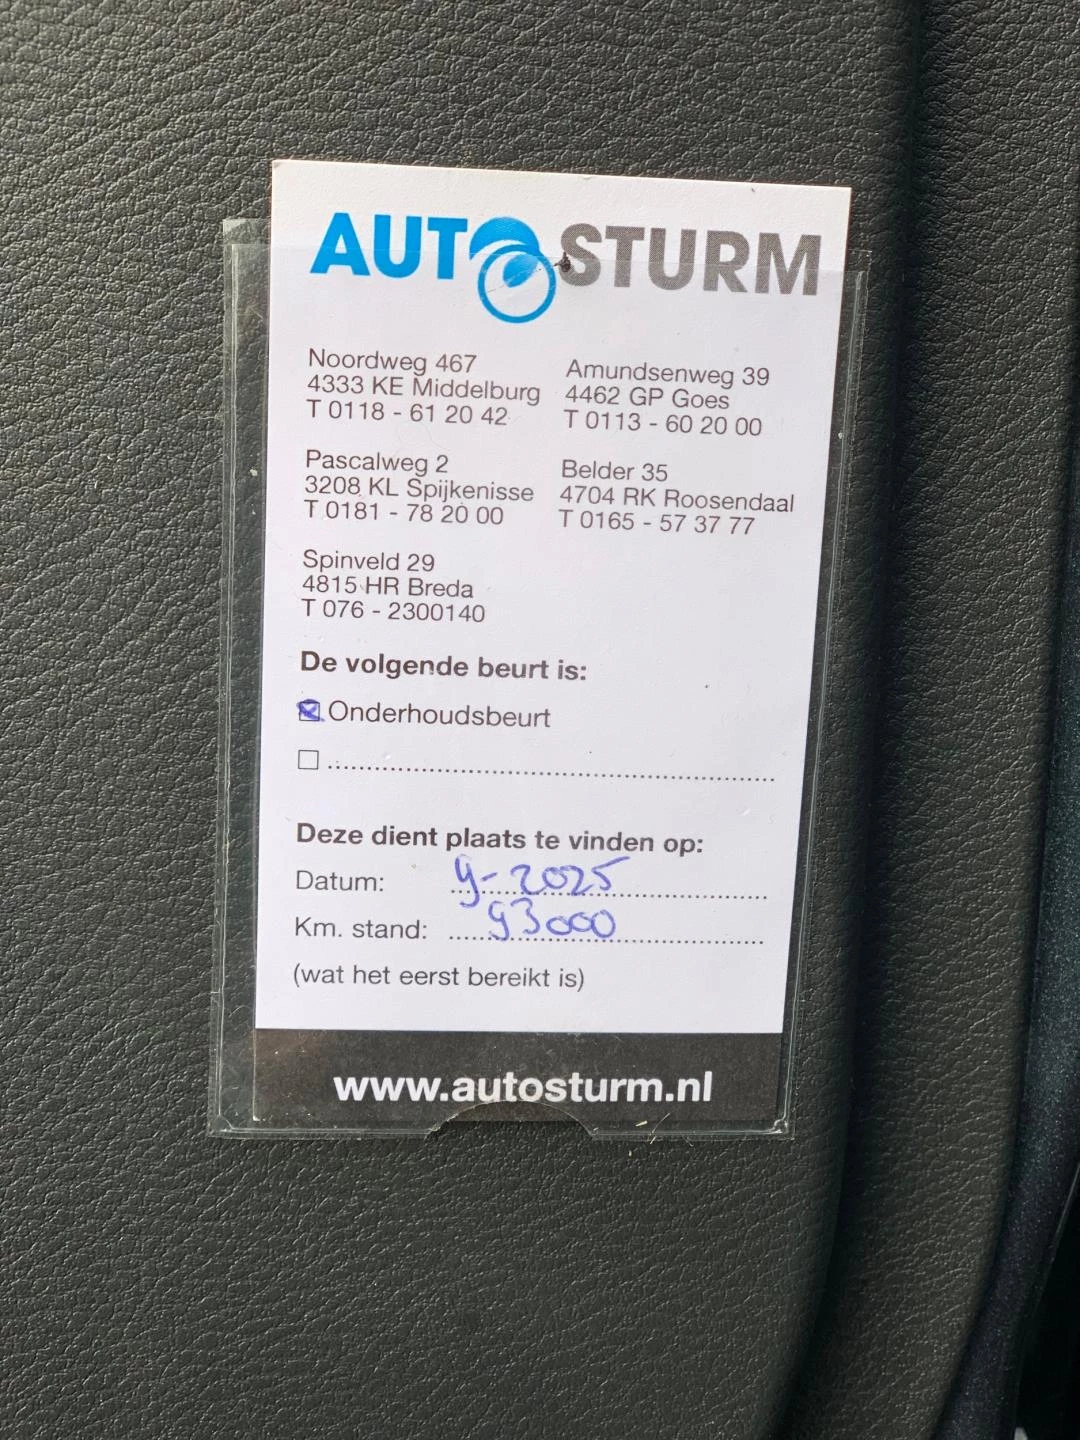 AUTO STURM
Noordweg 467
4333 KE Middelburg
T 0118 - 61 20 42
Amundsenweg 39
4462 GP Goes
T 0113 - 60 20 00
Pascalweg 2
3208 KL Spijkenisse
T 0181 - 78 20 00
Belder 35
4704 RK Roosendaal
T 0165 - 57 37 77
Spinveld 29
4815 HR Breda
T 076 - 2300140
De volgende beurt is:
Onderhoudsbeurt
Deze dient plaats te vinden op:
Datum: 9-2025
Km. stand: 93000
(wat het eerst bereikt is)
www.autosturm.nl